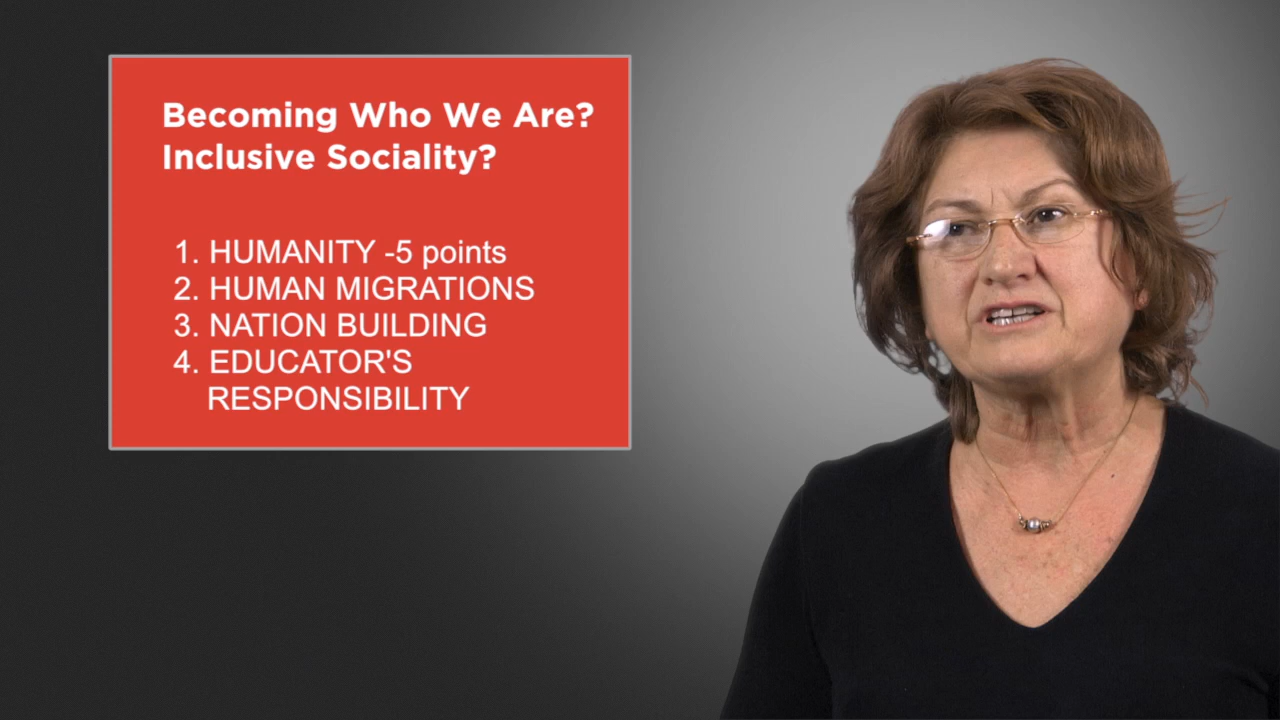 Becoming Who We Are?
Inclusive Sociality?
1. HUMANITY -5 points
2. HUMAN MIGRATIONS
3. NATION BUILDING
4. EDUCATOR'S
RESPONSIBILITY